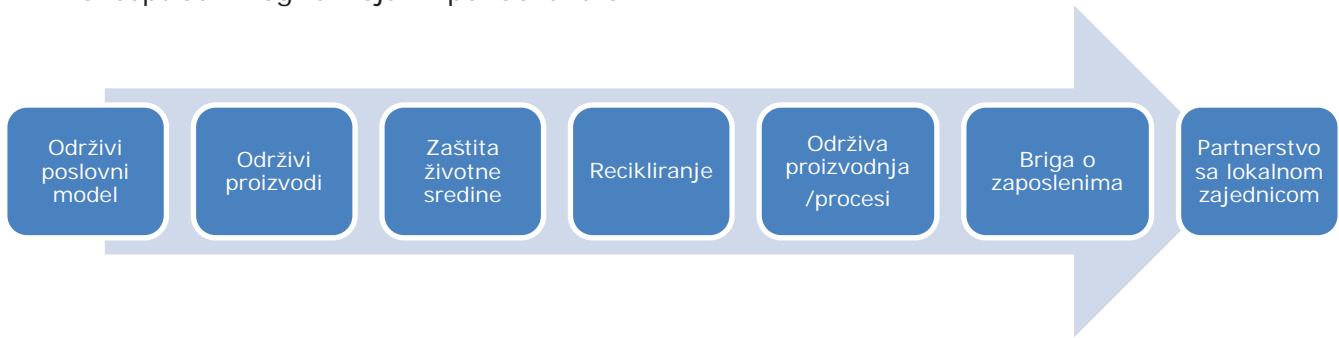 Održivi
poslovni
model
Održivi
proizvodi
Zaštita
životne
sredine
Recikliranje
Održiva
proizvodnja
/procesi
Briga o
zaposlenima
Partnerstvo
sa lokalnom
zajednicom